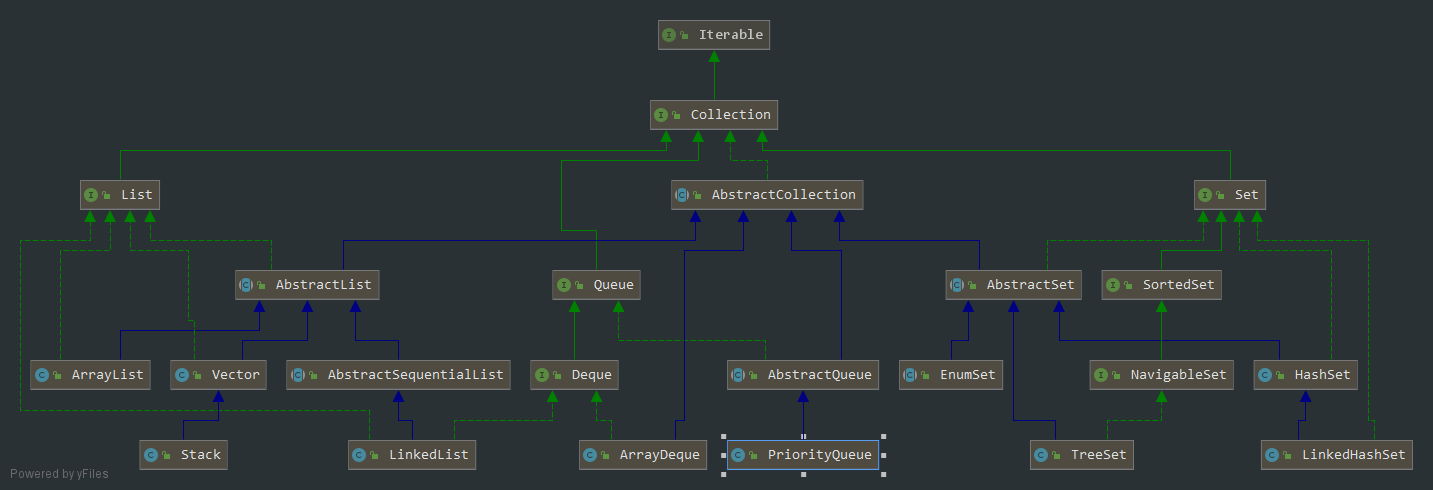 Iterable
Collection
List
AbstractCollection
Set
AbstractList
Queue
AbstractSet
SortedSet
ArrayList
Vector
AbstractSequentialList
Deque
AbstractQueue
EnumSet
NavigableSet
HashSet
Stack
LinkedList
ArrayDeque
PriorityQueue
TreeSet
LinkedHashSet
Powered by yFiles